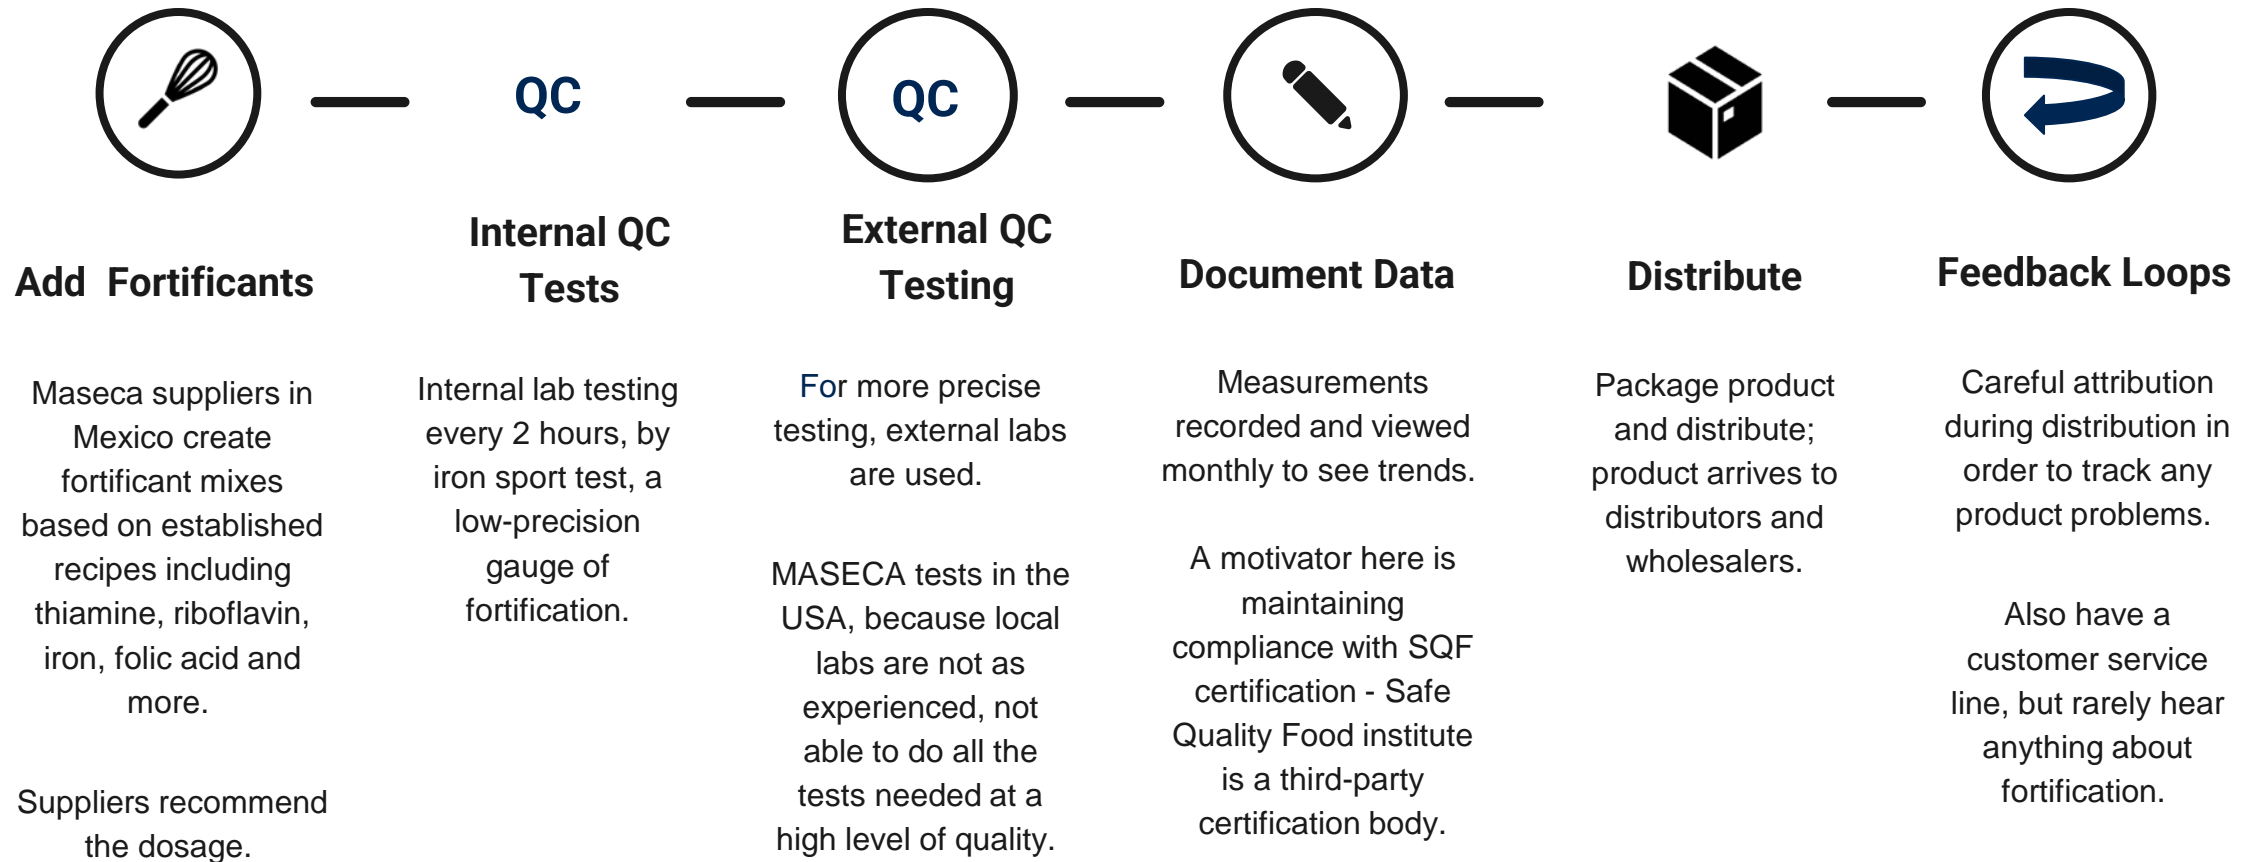 QC
QC
Add Fortificants
Maseca suppliers in
Mexico create
fortificant mixes
based on established
recipes including
thiamine, riboflavin,
iron, folic acid and
more.
Suppliers recommend
the dosage.
Internal QC
Tests
Internal lab testing
every 2 hours, by
iron sport test, a
low-precision
gauge of
fortification.
External QC
Testing
For more precise
testing, external labs
are used.
MASECA tests in the
USA, because local
labs are not as
experienced, not
able to do all the
tests needed at a
high level of quality.
Document Data
Measurements
recorded and viewed
monthly to see trends.
A motivator here is
maintaining
compliance with SQF
certification - Safe
Quality Food institute
is a third-party
certification body.
Distribute
Package product
and distribute;
product arrives to
distributors and
wholesalers.
Feedback Loops
Careful attribution
during distribution in
order to track any
product problems.
Also have a
customer service
line, but rarely hear
anything about
fortification.